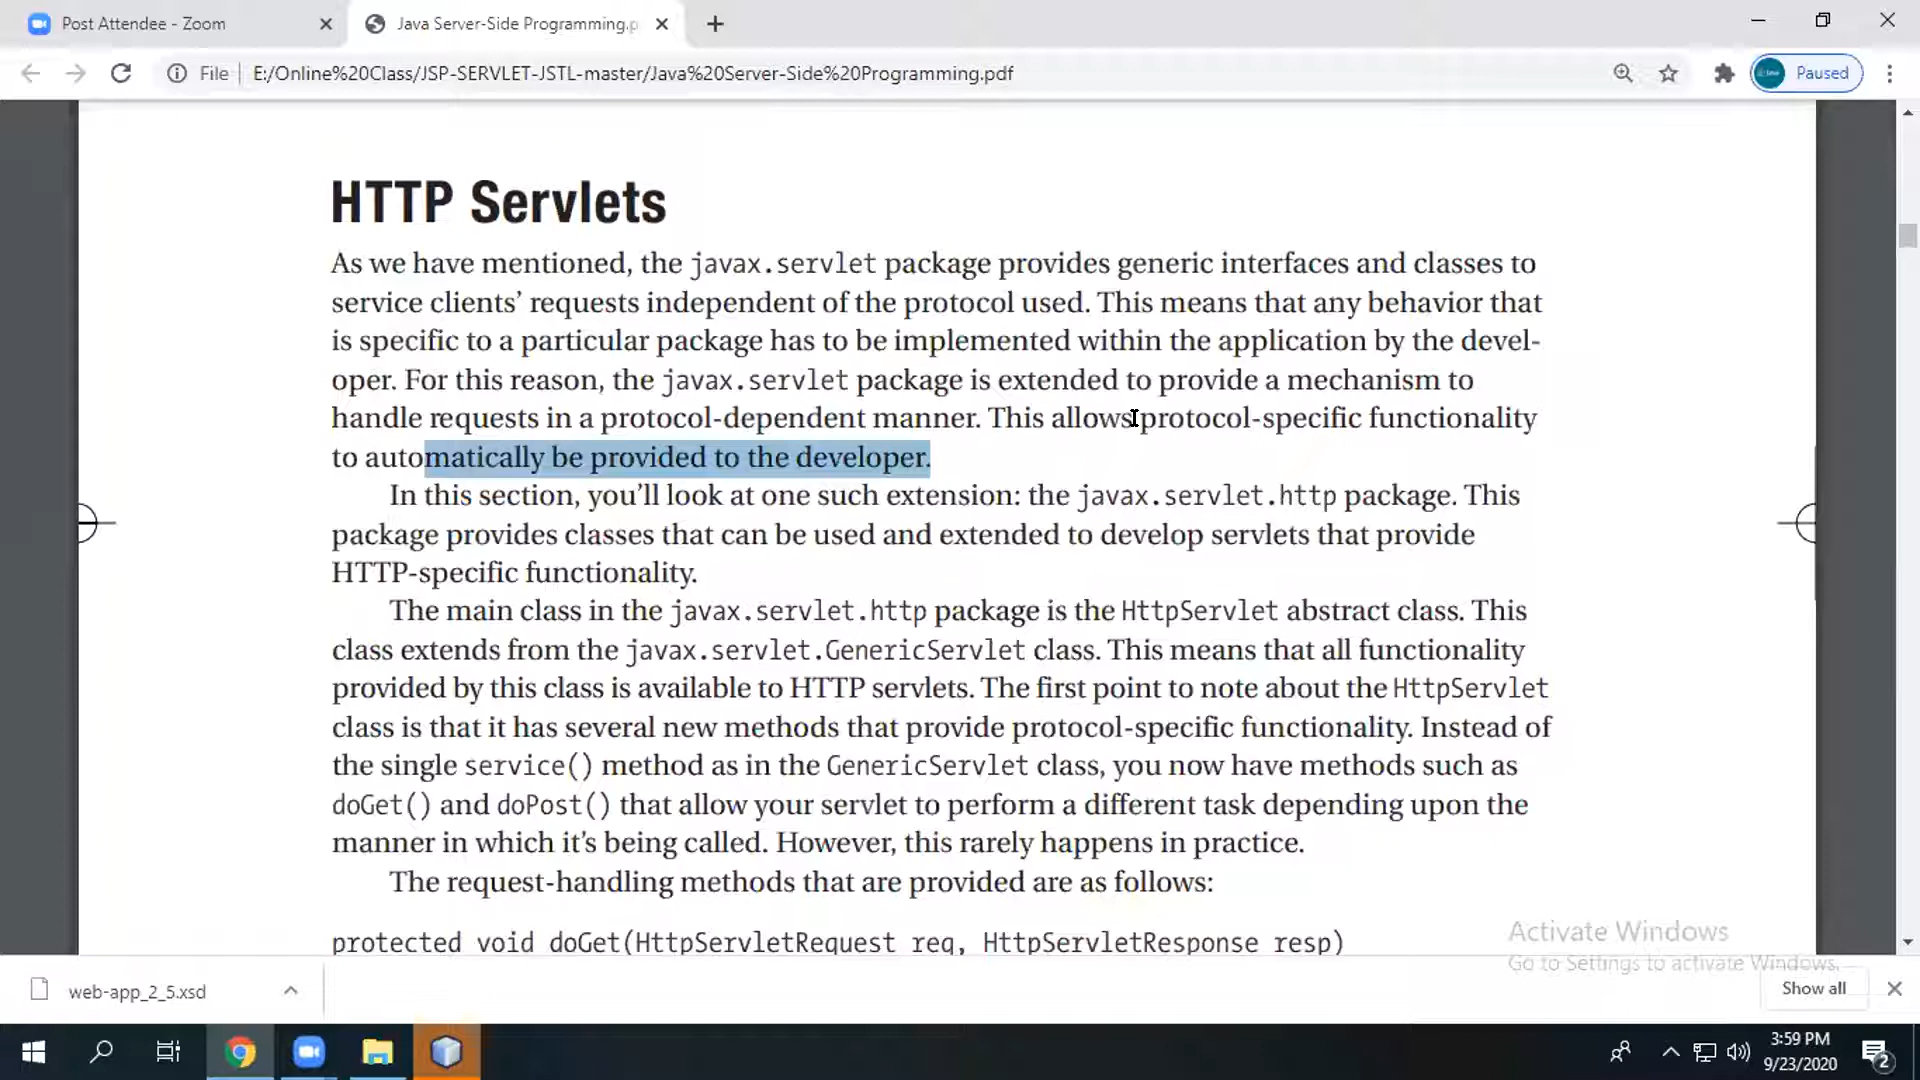 Post Attendee - Zoom
Java Server-Side Programming.p
File
E:/Online%20Class/JSP-SERVLET-JSTL-master/Java%20Server-Side%20Programming.pdf
Paused
HTTP Servlets
As we have mentioned, the javax.servlet package provides generic interfaces and classes to
service clients’ requests independent of the protocol used. This means that any behavior that
is specific to a particular package has to be implemented within the application by the devel-
oper. For this reason, the javax.servlet package is extended to provide a mechanism to
handle requests in a protocol-dependent manner. This allows protocol-specific functionality
to automatically be provided to the developer.
In this section, you’ll look at one such extension: the javax.servlet.http package. This
package provides classes that can be used and extended to develop servlets that provide
HTTP-specific functionality.
The main class in the javax.servlet.http package is the HttpServlet abstract class. This
class extends from the javax.servlet.GenericServlet class. This means that all functionality
provided by this class is available to HTTP servlets. The first point to note about the HttpServlet
class is that it has several new methods that provide protocol-specific functionality. Instead of
the single service() method as in the GenericServlet class, you now have methods such as
doGet() and doPost() that allow your servlet to perform a different task depending upon the
manner in which it’s being called. However, this rarely happens in practice.
The request-handling methods that are provided are as follows:
protected void doGet(HttpServletRequest req, HttpServletResponse resp)
Activate Windows
Go to Settings to activate Windows.
web-app_2_5.xsd
Show all
3:59 PM
9/23/2020
2